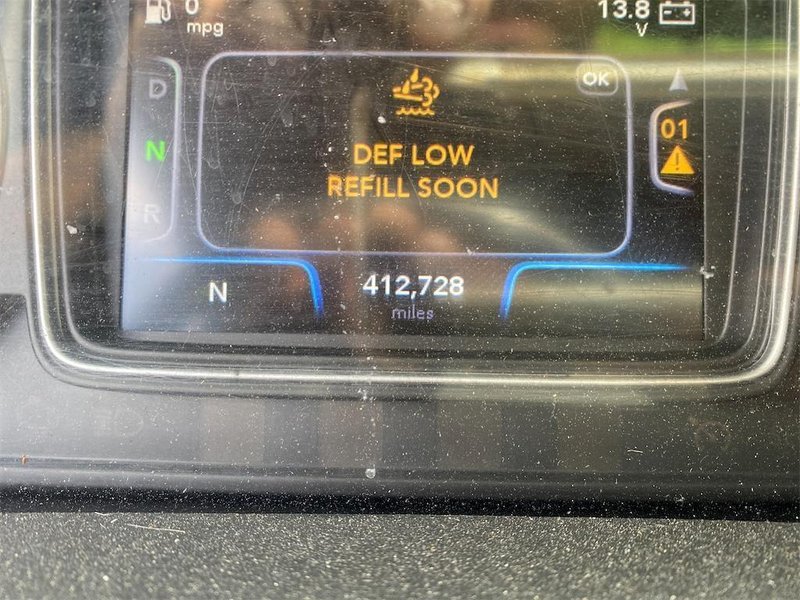 0
mpg
13.8
V
OK
D
N
R
01
DEF LOW
REFILL SOON
N
412,728
miles